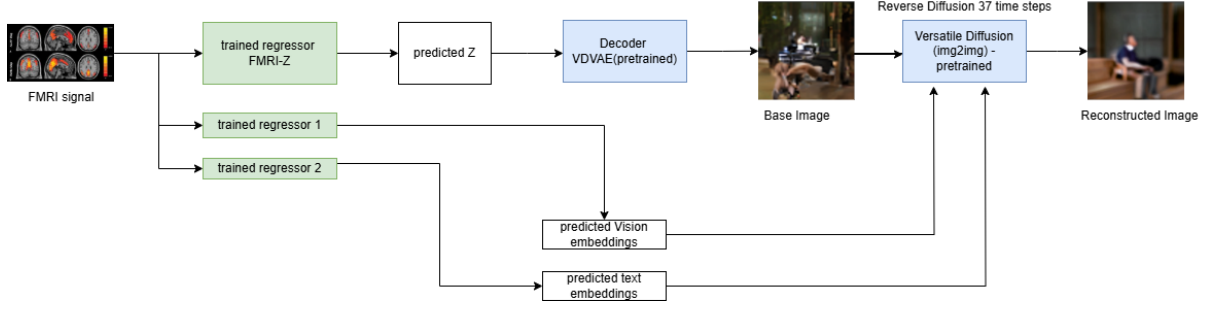 Reverse Diffusion 37 time steps
trained regressor
FMRI-Z
predicted Z
Decoder
VDVAE(pretrained)
Versatile Diffusion
(img2img) -
pretrained
FMRI signal
Base Image
Reconstructed Image
trained regressor 1
trained regressor 2
predicted Vision
embeddings
predicted text
embeddings